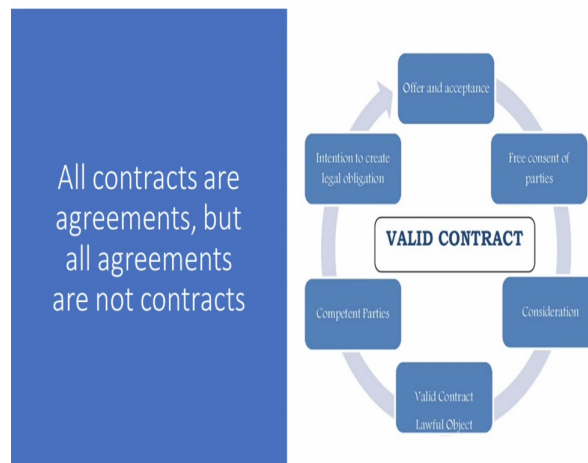 All contracts are
agreements, but
all agreements
are not contracts
Offer and acceptance
Free consent of
parties
Consideration
Valid Contract
Lawful Object
Competent Parties
Intention to create
legal obligation
VALID CONTRACT